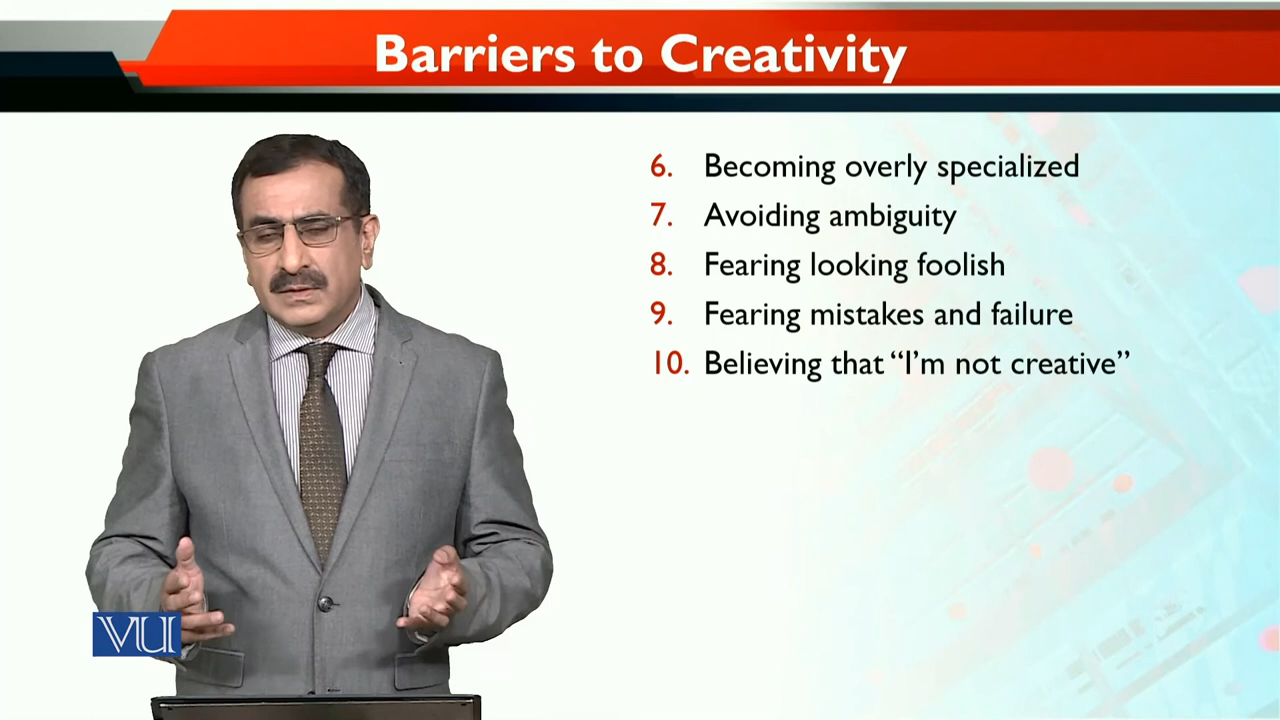 Barriers to Creativity
6. Becoming overly specialized
7. Avoiding ambiguity
8. Fearing looking foolish
9. Fearing mistakes and failure
10. Believing that “I’m not creative”
VU